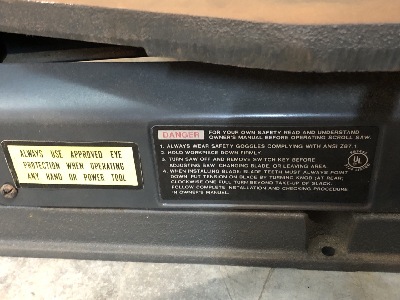 ALWAYS USE APPROVED EYE
PROTECTION WHEN OPERATING
ANY HAND OR POWER TOOL
DANGER
FOR YOUR OWN SAFETY READ AND UNDERSTAND
OWNER'S MANUAL BEFORE OPERATING SCROLL SAW.
1. ALWAYS WEAR SAFETY GOGGLES COMPLYING WITH ANSI Z87.1
2. HOLD WORKPIECE DOWN FIRMLY
3. TURN SAW OFF AND REMOVE SWITCH KEY BEFORE
ADJUSTING SAW, CHANGING BLADE, OR LEAVING AREA.
4. WHEN INSTALLING BLADE: BLADE TEETH MUST ALWAYS POINT
DOWN. PUT TENSION ON BLADE BY TURNING KNOB (AT REAR)
CLOCKWISE ONE FULL TURN BEYOND TAKE-UP OF SLACK.
FOLLOW COMPLETE INSTALLATION AND CHECKING PROCEDURE
IN OWNER'S MANUAL.
UL